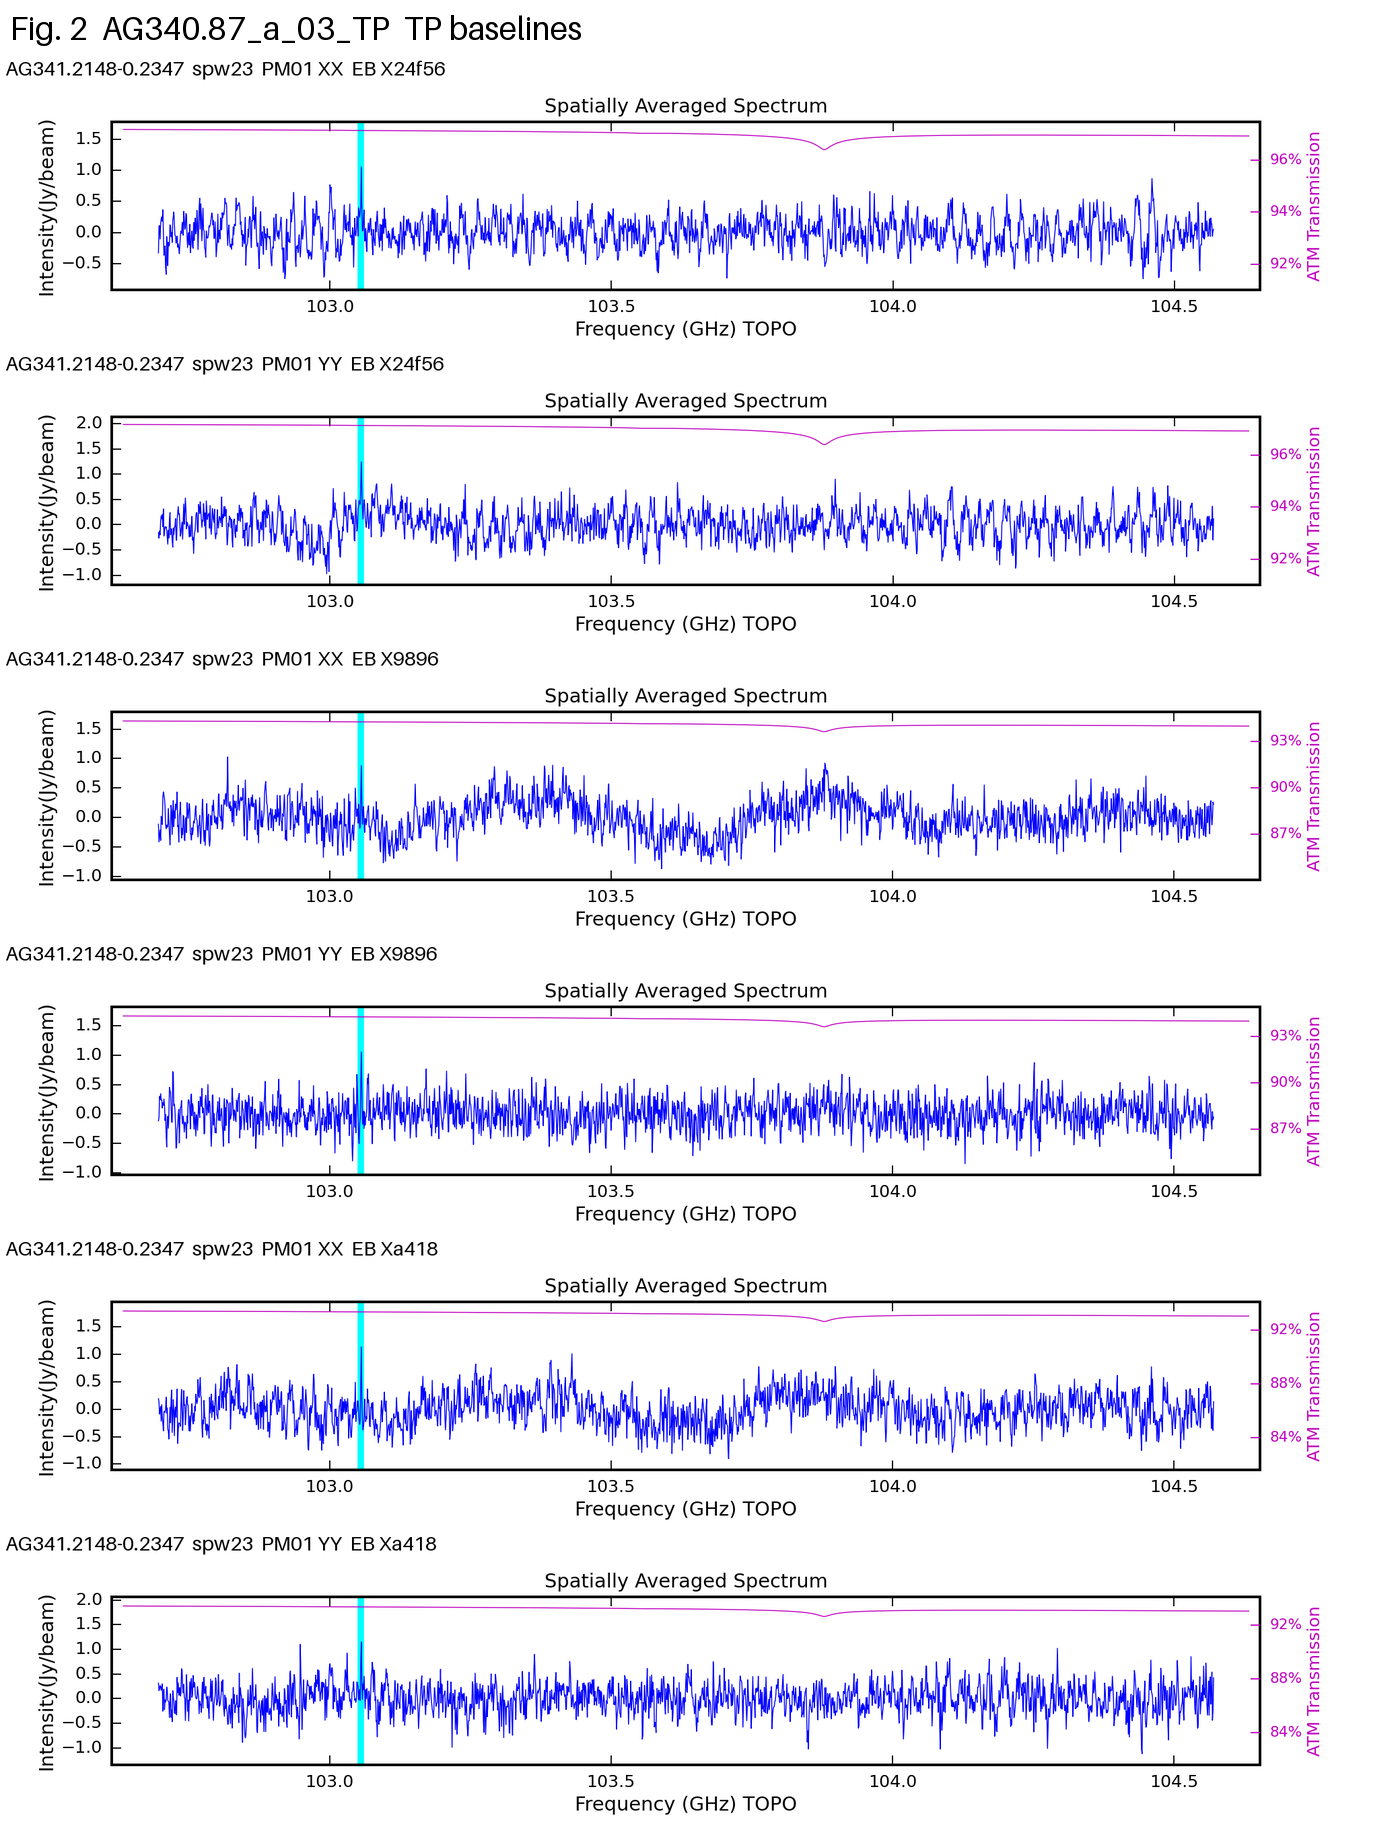 Fig. 2 AG340.87_a_03_TP TP baselines
AG341.2148-0.2347 spw23 PM01 XX EB X24f56
Spatially Averaged Spectrum
Intensity(Jy/beam)
1.5
1.0
0.5
0.0
−0.5
96%
94%
92%
ATM Transmission
103.0 103.5 104.0 104.5
Frequency (GHz) TOPO
AG341.2148-0.2347 spw23 PM01 YY EB X24f56
Spatially Averaged Spectrum
Intensity(Jy/beam)
2.0
1.5
1.0
0.5
0.0
−0.5
−1.0
96%
94%
92%
ATM Transmission
103.0 103.5 104.0 104.5
Frequency (GHz) TOPO
AG341.2148-0.2347 spw23 PM01 XX EB X9896
Spatially Averaged Spectrum
Intensity(Jy/beam)
1.5
1.0
0.5
0.0
−0.5
−1.0
93%
90%
87%
ATM Transmission
103.0 103.5 104.0 104.5
Frequency (GHz) TOPO
AG341.2148-0.2347 spw23 PM01 YY EB X9896
Spatially Averaged Spectrum
Intensity(Jy/beam)
1.5
1.0
0.5
0.0
−0.5
−1.0
93%
90%
87%
ATM Transmission
103.0 103.5 104.0 104.5
Frequency (GHz) TOPO
AG341.2148-0.2347 spw23 PM01 XX EB Xa418
Spatially Averaged Spectrum
Intensity(Jy/beam)
1.5
1.0
0.5
0.0
−0.5
−1.0
92%
88%
84%
ATM Transmission
103.0 103.5 104.0 104.5
Frequency (GHz) TOPO
AG341.2148-0.2347 spw23 PM01 YY EB Xa418
Spatially Averaged Spectrum
Intensity(Jy/beam)
2.0
1.5
1.0
0.5
0.0
−0.5
−1.0
92%
88%
84%
ATM Transmission
103.0 103.5 104.0 104.5
Frequency (GHz) TOPO